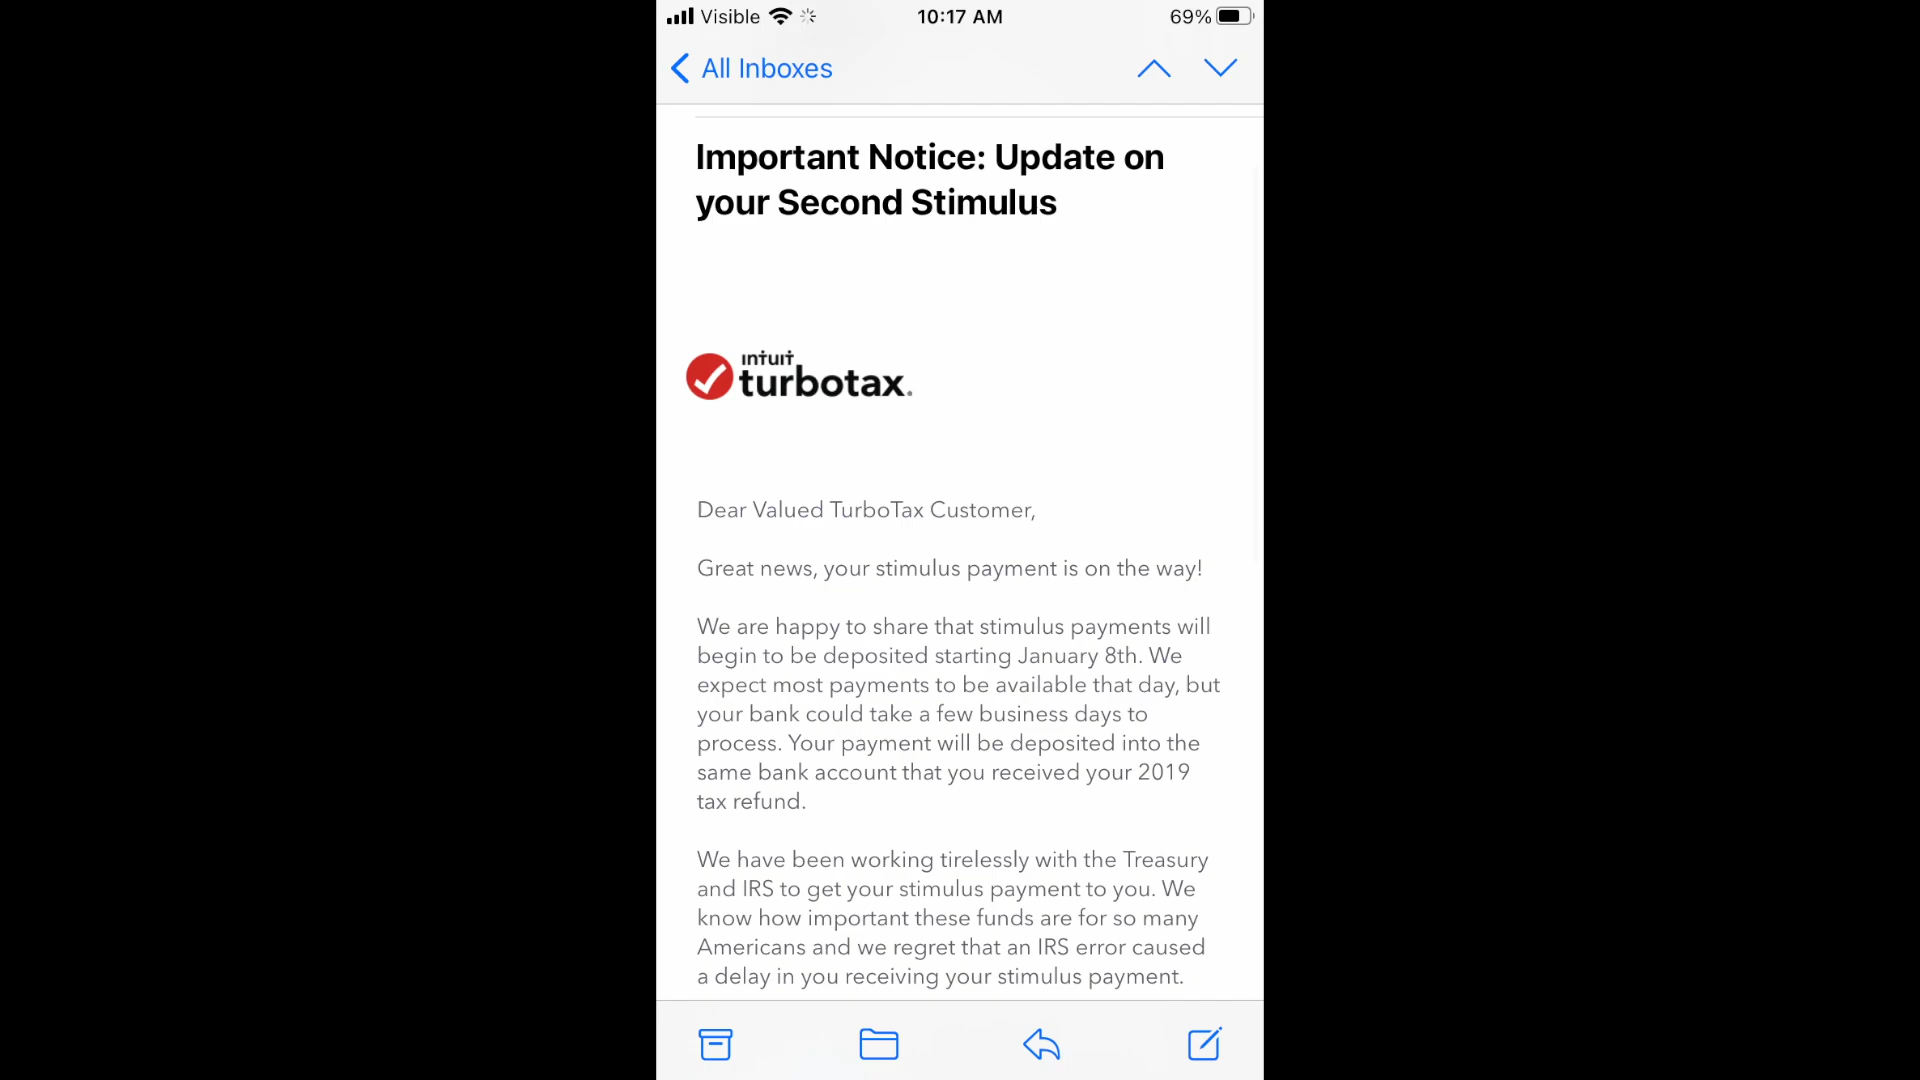 Visible 10:17 AM 69%
All Inboxes
Important Notice: Update on
your Second Stimulus
intuit
turbotax.
Dear Valued TurboTax Customer,
Great news, your stimulus payment is on the way!
We are happy to share that stimulus payments will
begin to be deposited starting January 8th. We
expect most payments to be available that day, but
your bank could take a few business days to
process. Your payment will be deposited into the
same bank account that you received your 2019
tax refund.
We have been working tirelessly with the Treasury
and IRS to get your stimulus payment to you. We
know how important these funds are for so many
Americans and we regret that an IRS error caused
a delay in you receiving your stimulus payment.